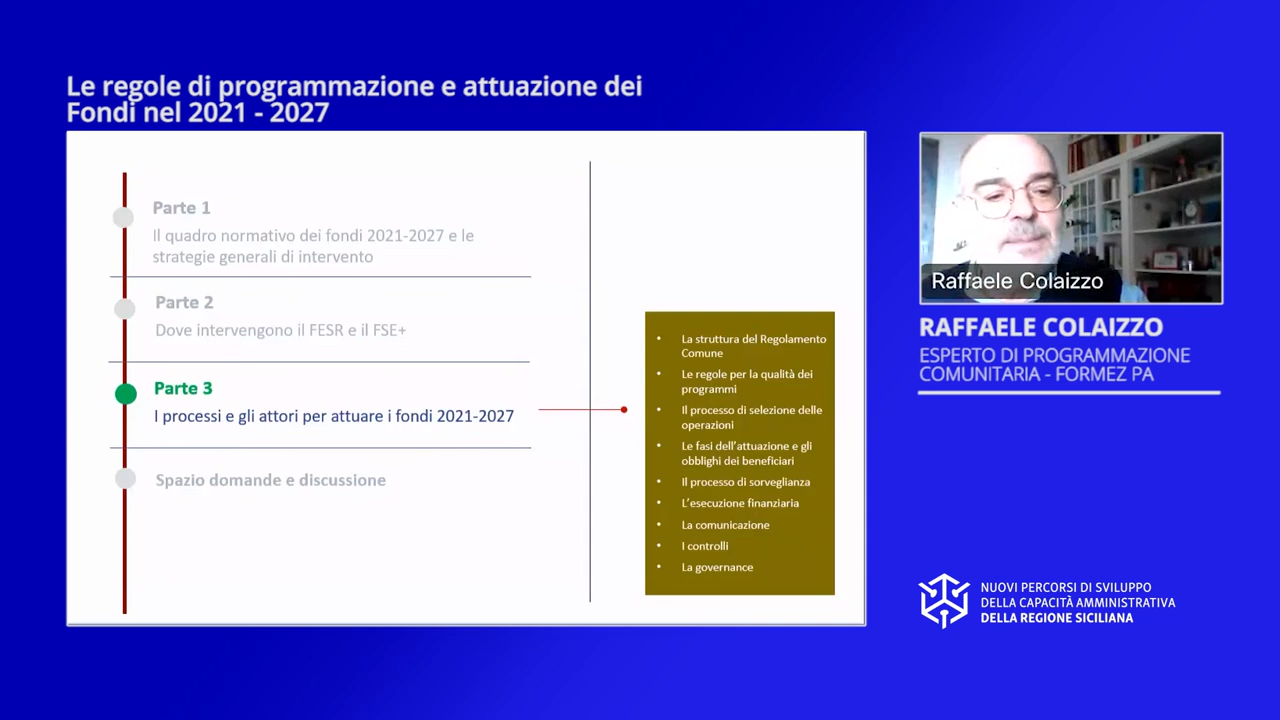 Le regole di programmazione e attuazione dei
Fondi nel 2021 - 2027
Parte 1
Il quadro normativo dei fondi 2021-2027 e le
strategie generali di intervento
Parte 2
Dove intervengono il FESR e il FSE+
Parte 3
I processi e gli attori per attuare i fondi 2021-2027
Spazio domande e discussione
• La struttura del Regolamento
Comune
• Le regole per la qualità dei
programmi
• Il processo di selezione delle
operazioni
• Le fasi dell'attuazione e gli
obblighi dei beneficiari
• Il processo di sorveglianza
• L'esecuzione finanziaria
• La comunicazione
• I controlli
• La governance
Raffaele Colaizzo
RAFFAELE COLAIZZO
ESPERTO DI PROGRAMMAZIONE
COMUNITARIA - FORMEZ PA
NUOVI PERCORSI DI SVILUPPO
DELLA CAPACITÀ AMMINISTRATIVA
DELLA REGIONE SICILIANA